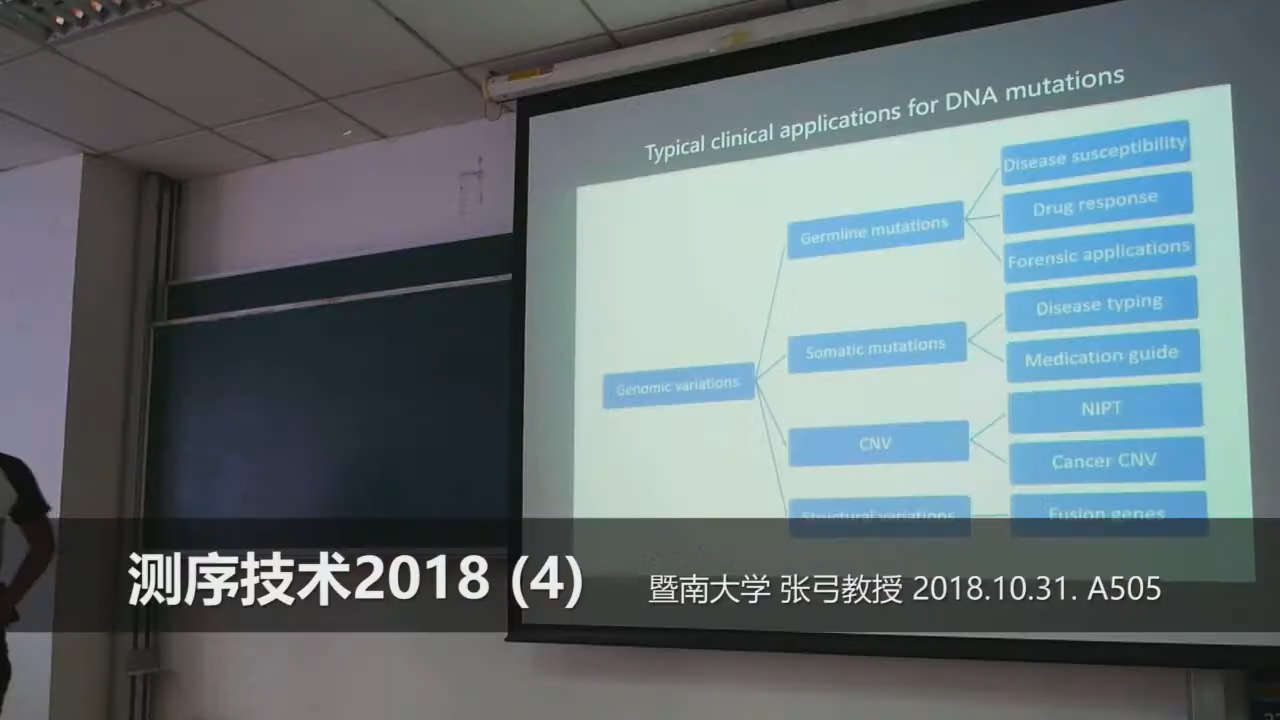 Typical clinical applications for DNA mutations
Genomic variations
Germline mutations
Disease susceptibility
Drug response
Forensic applications
Somatic mutations
Disease typing
Medication guide
CNV
NIPT
Cancer CNV
Structural variations
Fusion genes
测序技术2018 (4)
暨南大学 张弓教授 2018.10.31. A505